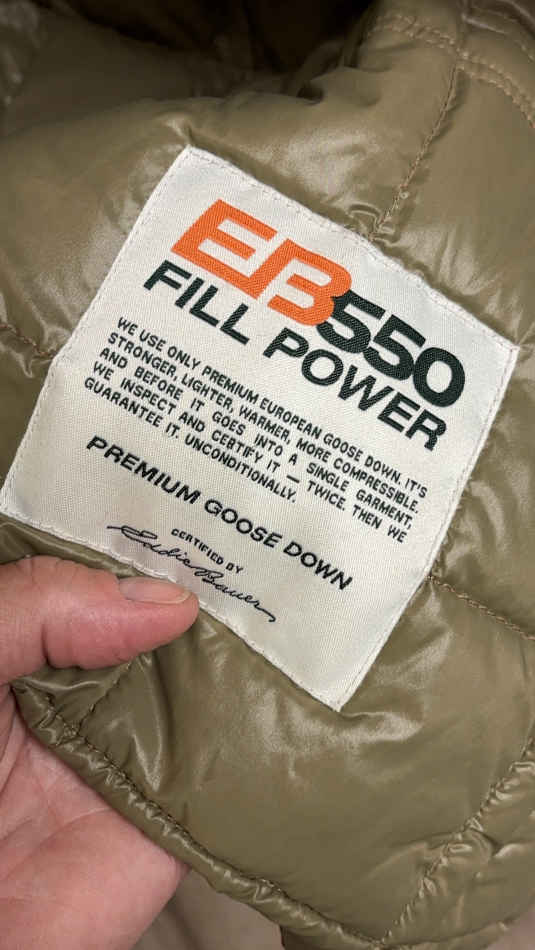 EB550
FILL POWER
WE USE ONLY PREMIUM EUROPEAN GOOSE DOWN. IT'S
STRONGER, LIGHTER, WARMER, MORE COMPRESSIBLE.
AND BEFORE IT GOES INTO A SINGLE GARMENT,
WE INSPECT AND CERTIFY IT — TWICE. THEN WE
GUARANTEE IT. UNCONDITIONALLY.
PREMIUM GOOSE DOWN
CERTIFIED BY
Eddie Bauer